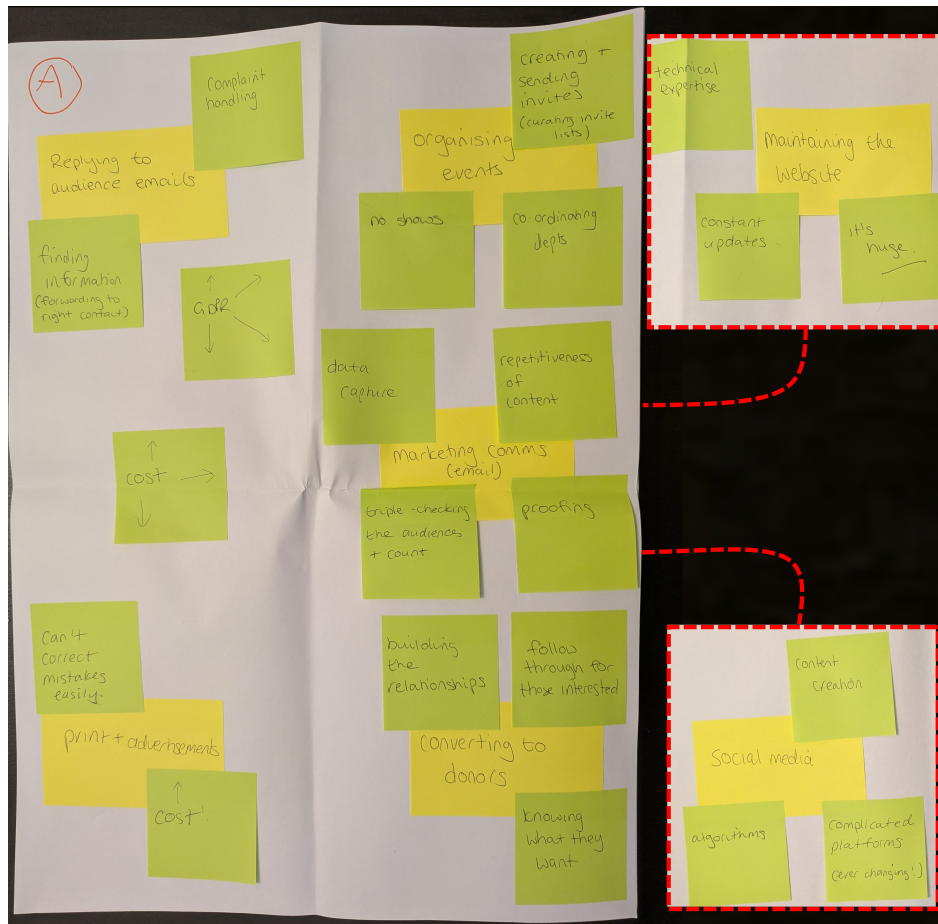 A
Complaint
handling
Replying to
audience emails
finding
information
(forwarding to
right contact)
GDPR
creating +
sending
invites
(curating invite
lists)
organising
events
no shows
co-ordinating
depts
technical
expertise
Maintaining the
website
constant
updates.
it's
huge.
data
capture
repetitiveness
of
content
marketing comms
(email)
triple-checking
the audiences
+ count
proofing
cost
Can't
correct
mistakes
easily.
print + advertisements
cost!
building
the
relationships
follow
through for
those interested
converting to
donors
knowing
what they
want
content
creation
Social media
algorithms
complicated
platforms
(ever changing!)